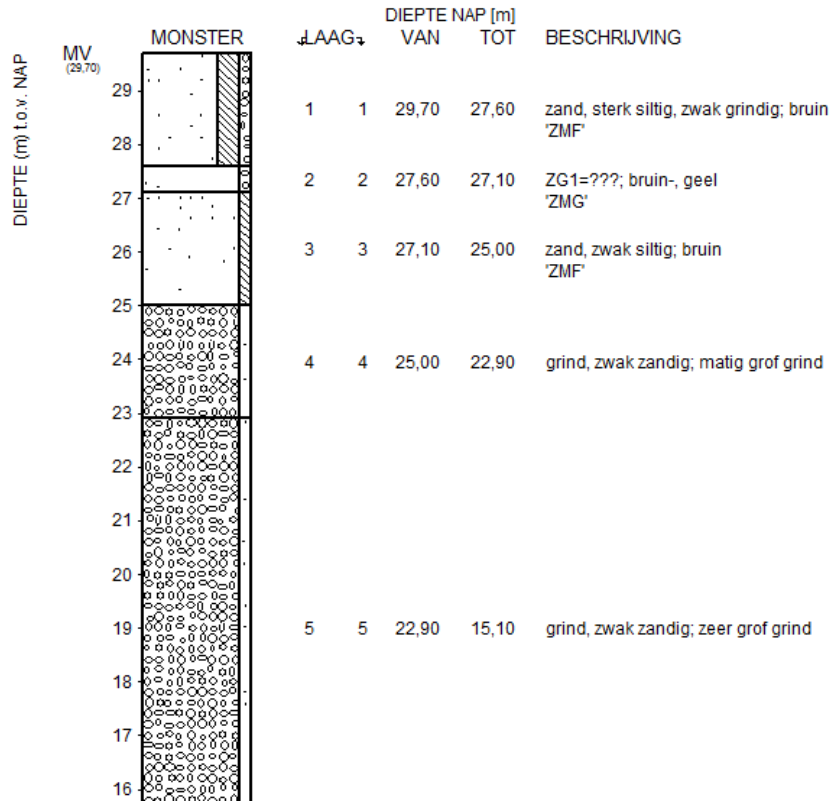 DIEPTE NAP [m]
MONSTER LAAG VAN TOT BESCHRIJVING
MV
(29,70)
DIEPTE (m) t.o.v. NAP
29
1 1 29,70 27,60 zand, sterk siltig, zwak grindig; bruin
'ZMF'
28
2 2 27,60 27,10 ZG1=???; bruin-, geel
'ZMG'
27
26
3 3 27,10 25,00 zand, zwak siltig; bruin
'ZMF'
25
24
4 4 25,00 22,90 grind, zwak zandig; matig grof grind
23
22
21
20
19
5 5 22,90 15,10 grind, zwak zandig; zeer grof grind
18
17
16